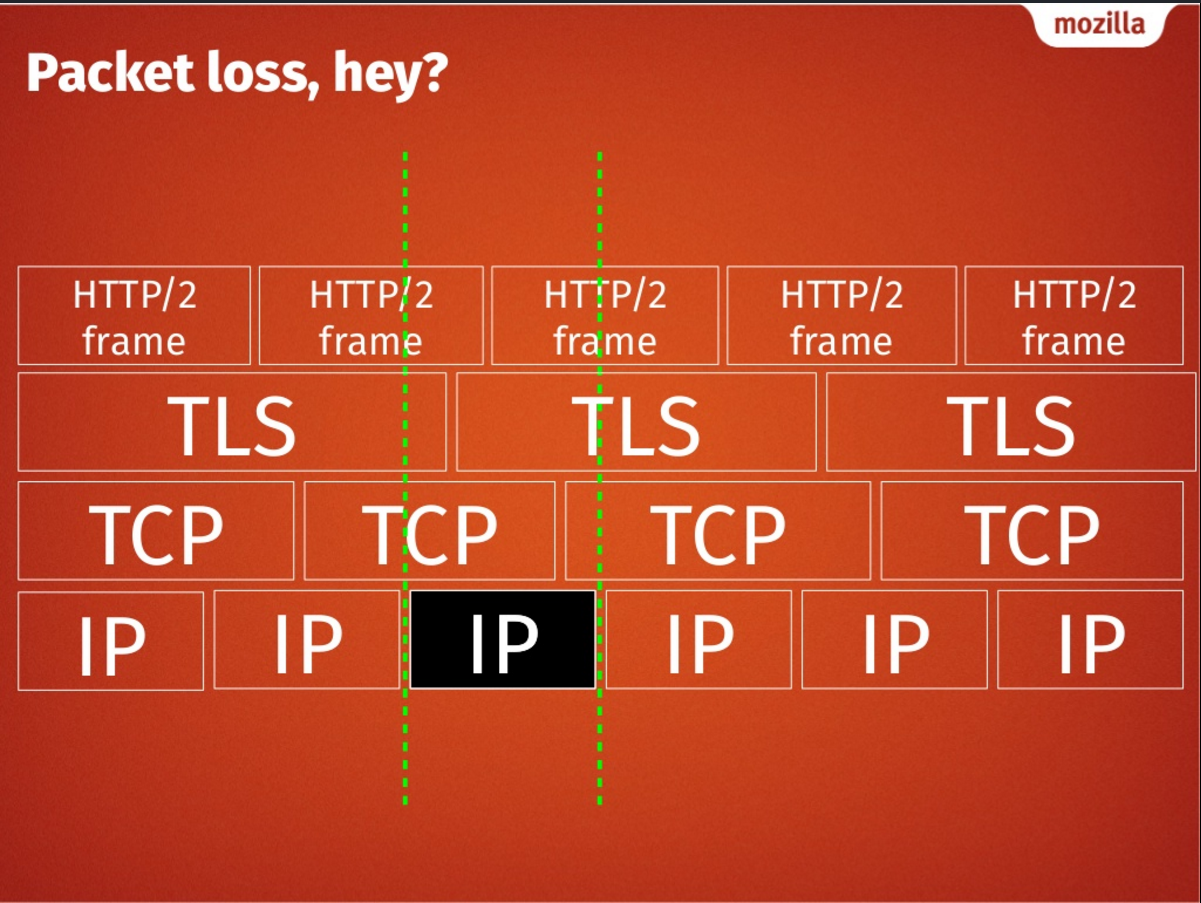 mozilla
Packet loss, hey?
HTTP/2 HTTP/2 HTTP/2 HTTP/2 HTTP/2
frame frame frame frame frame
TLS TLS TLS
TCP TCP TCP TCP
IP IP IP IP IP IP